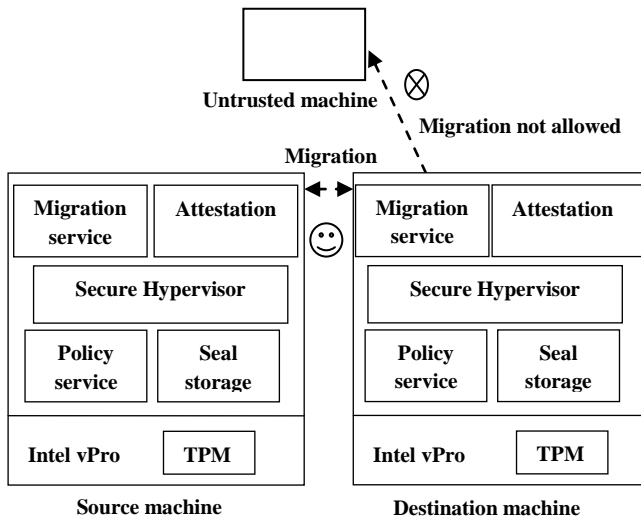 Untrusted machine
Migration not allowed
Migration
Migration
service
Attestation
Secure Hypervisor
Policy
service
Seal
storage
Intel vPro
TPM
Source machine
Migration
service
Attestation
Secure Hypervisor
Policy
service
Seal
storage
Intel vPro
TPM
Destination machine